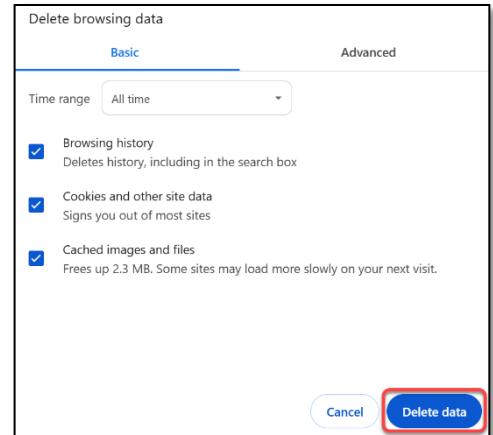 Delete browsing data
Basic
Advanced
Time range
All time
Browsing history
Deletes history, including in the search box
Cookies and other site data
Signs you out of most sites
Cached images and files
Frees up 2.3 MB. Some sites may load more slowly on your next visit.
Cancel
Delete data